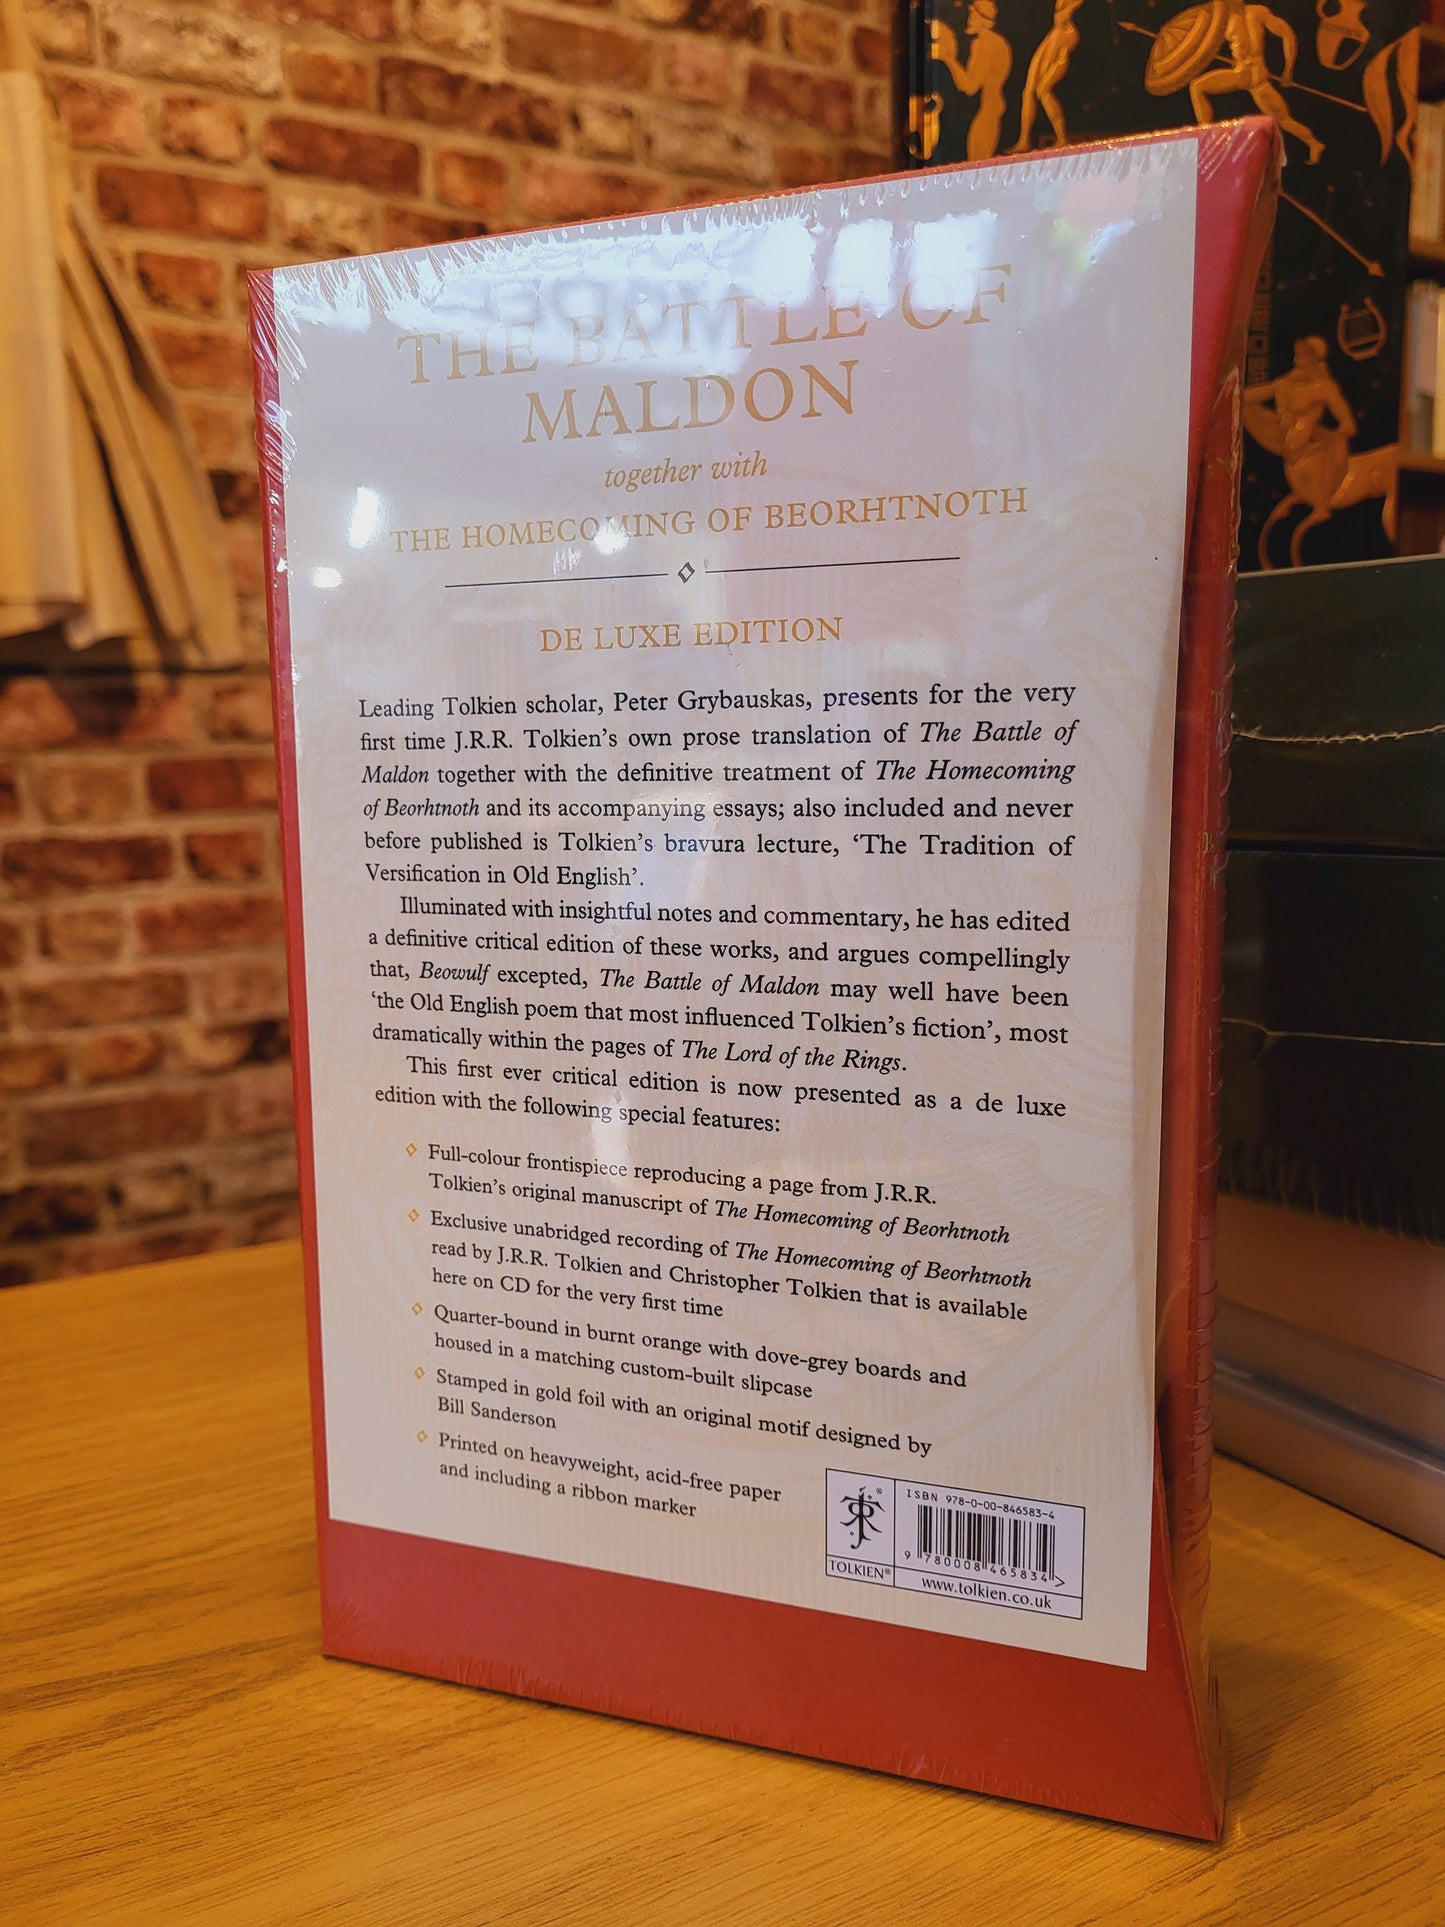 THE BATTLE OF
MALDON
together with
THE HOMECOMING OF BEORHTNOTH
DE LUXE EDITION
Leading Tolkien scholar, Peter Grybauskas, presents for the very
first time J.R.R. Tolkien’s own prose translation of The Battle of
Maldon together with the definitive treatment of The Homecoming
of Beorhtnoth and its accompanying essays; also included and never
before published is Tolkien’s bravura lecture, ‘The Tradition of
Versification in Old English’.
Illuminated with insightful notes and commentary, he has edited
a definitive critical edition of these works, and argues compellingly
that, Beowulf excepted, The Battle of Maldon may well have been
‘the Old English poem that most influenced Tolkien’s fiction’, most
dramatically within the pages of The Lord of the Rings.
This first ever critical edition is now presented as a de luxe
edition with the following special features:
Full-colour frontispiece reproducing a page from J.R.R.
Tolkien’s original manuscript of The Homecoming of Beorhtnoth
Exclusive unabridged recording of The Homecoming of Beorhtnoth
read by J.R.R. Tolkien and Christopher Tolkien that is available
here on CD for the very first time
Quarter-bound in burnt orange with dove-grey boards and
housed in a matching custom-built slipcase
Stamped in gold foil with an original motif designed by
Bill Sanderson
Printed on heavyweight, acid-free paper
and including a ribbon marker
ISBN 978-0-00-846583-4
9 780008 465834 >
TOLKIEN®
www.tolkien.co.uk